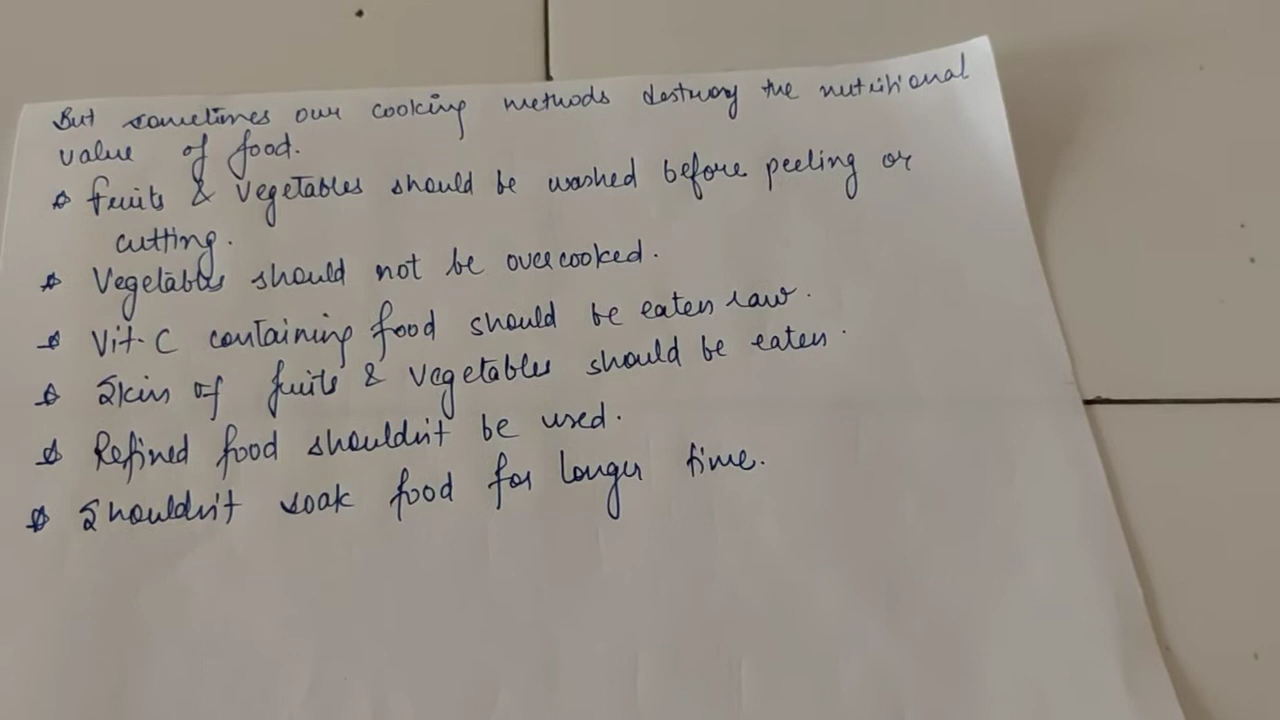 But sometimes our cooking methods destroy the nutritional
value of food.
☆ fruits & vegetables should be washed before peeling or
cutting.
☆ Vegetables should not be overcooked.
☆ Vit-C containing food should be eaten raw.
☆ Skin of fruits & vegetables should be eaten.
☆ Refined food shouldn't be used.
☆ Shouldn't soak food for longer time.